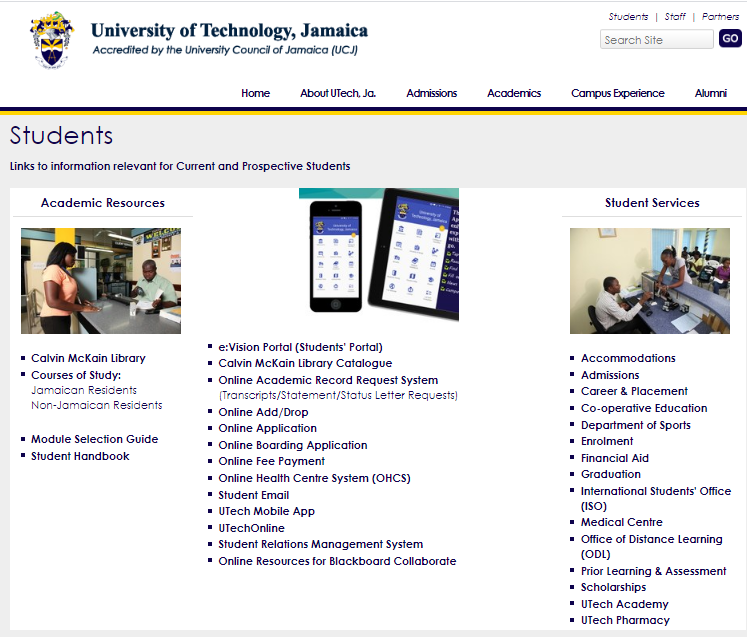 Students | Staff | Partners
University of Technology, Jamaica
Accredited by the University Council of Jamaica (UCJ)
Search Site
GO
Home
About UTech, Ja.
Admissions
Academics
Campus Experience
Alumni
Students
Links to information relevant for Current and Prospective Students
Academic Resources
Calvin McKain Library
Courses of Study:
Jamaican Residents
Non-Jamaican Residents
Module Selection Guide
Student Handbook
University of
Technology, Jamaica
e:Vision Portal (Students' Portal)
Calvin McKain Library Catalogue
Online Academic Record Request System
(Transcripts/Statement/Status Letter Requests)
Online Add/Drop
Online Application
Online Boarding Application
Online Fee Payment
Online Health Centre System (OHCS)
Student Email
UTech Mobile App
UTechOnline
Student Relations Management System
Online Resources for Blackboard Collaborate
Student Services
Accommodations
Admissions
Career & Placement
Co-operative Education
Department of Sports
Enrolment
Financial Aid
Graduation
International Students' Office
(ISO)
Medical Centre
Office of Distance Learning
(ODL)
Prior Learning & Assessment
Scholarships
UTech Academy
UTech Pharmacy